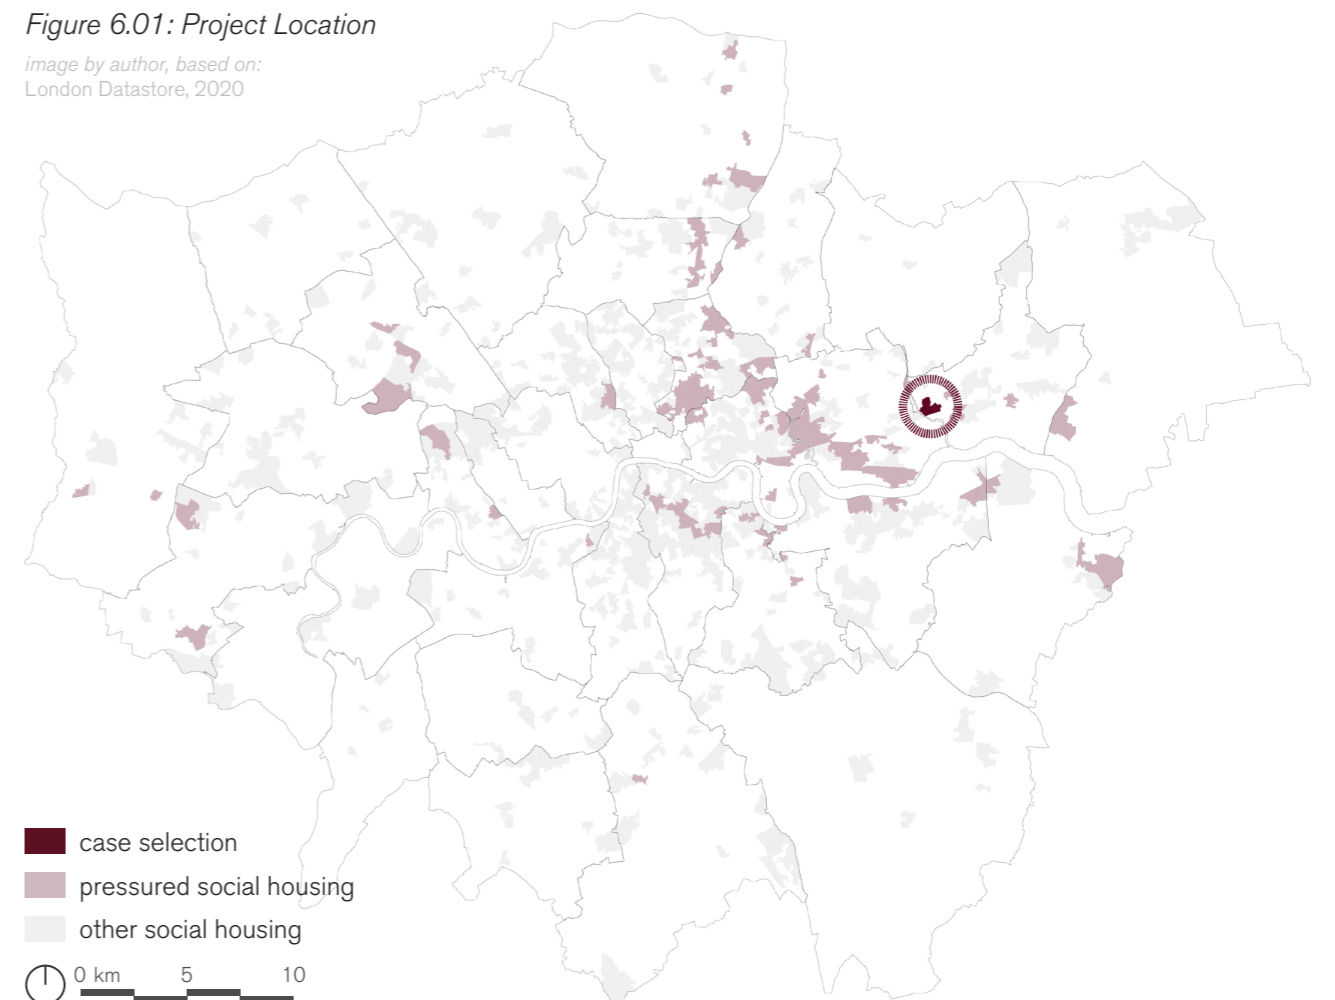 Figure 6.01: Project Location
image by author, based on:
London Datastore, 2020
case selection
pressured social housing
other social housing
0 km 5 10